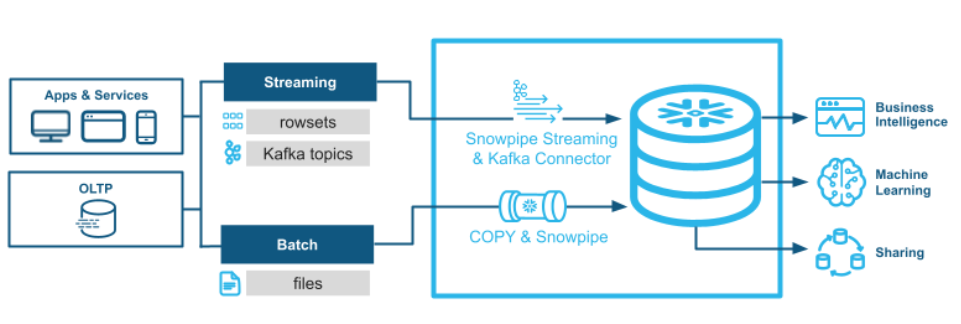 Apps & Services
OLTP
Streaming
rowsets
Kafka topics
Batch
files
Snowpipe Streaming
& Kafka Connector
COPY & Snowpipe
Business
Intelligence
Machine
Learning
Sharing